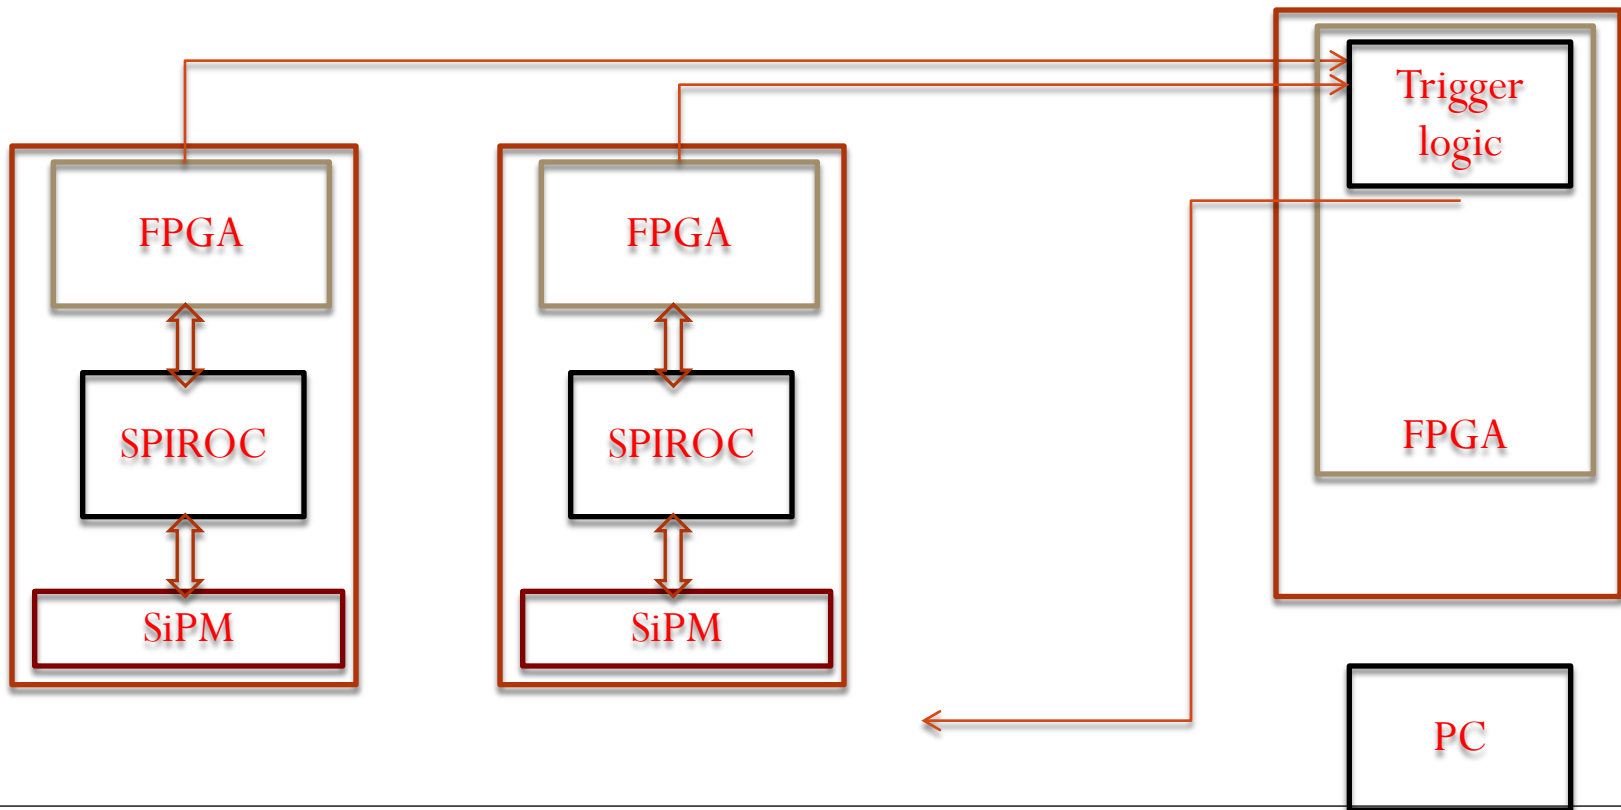 Trigger
logic
FPGA
FPGA
FPGA
SPIROC
SPIROC
SiPM
SiPM
PC